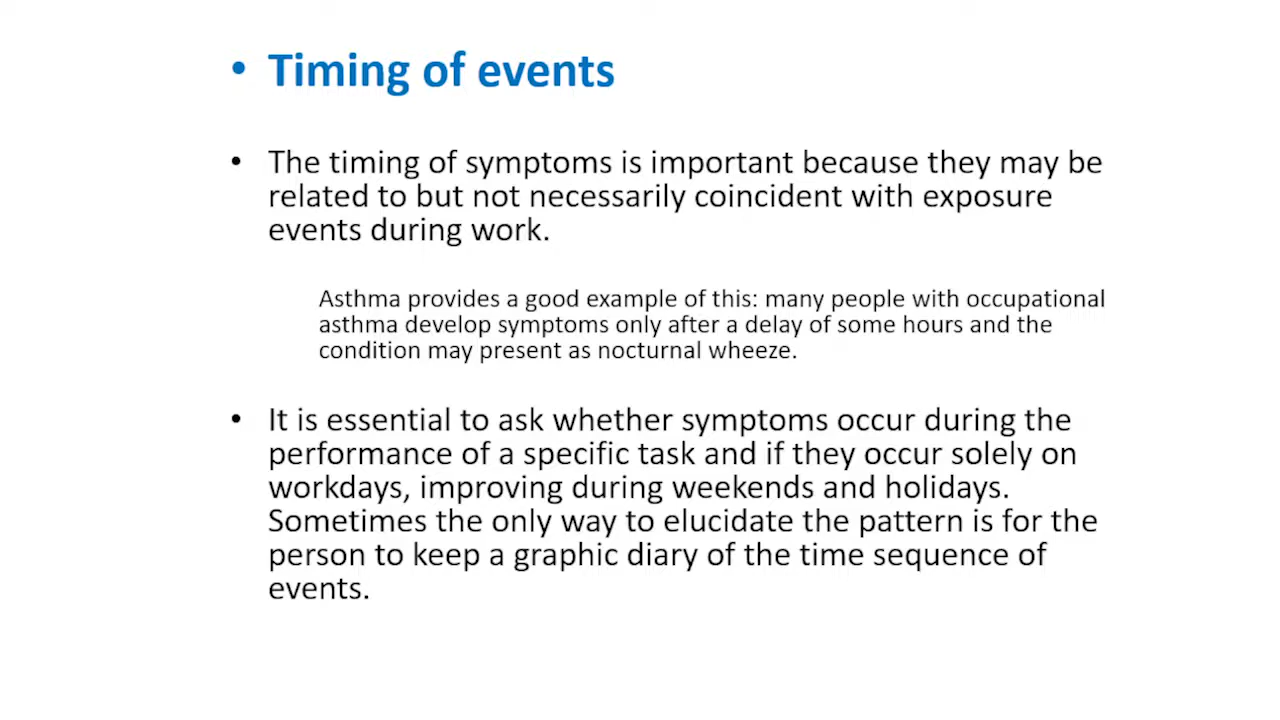 • Timing of events
• The timing of symptoms is important because they may be
related to but not necessarily coincident with exposure
events during work.
Asthma provides a good example of this: many people with occupational
asthma develop symptoms only after a delay of some hours and the
condition may present as nocturnal wheeze.
• It is essential to ask whether symptoms occur during the
performance of a specific task and if they occur solely on
workdays, improving during weekends and holidays.
Sometimes the only way to elucidate the pattern is for the
person to keep a graphic diary of the time sequence of
events.